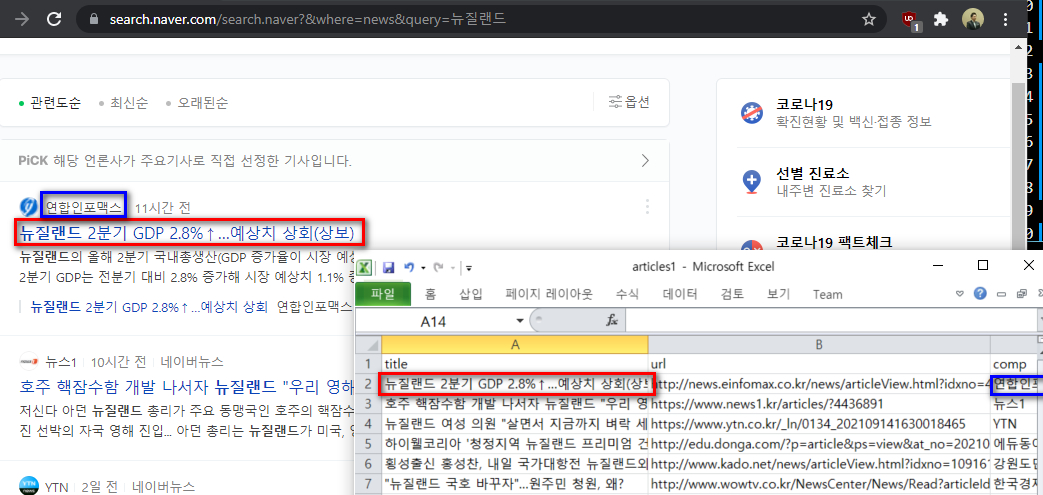 search.naver.com/search.naver?&where=news&query=뉴질랜드
1
관련도순 최신순 오래된순 옵션
PiCK 해당 언론사가 주요기사로 직접 선정한 기사입니다.
연합인포맥스 11시간 전
뉴질랜드 2분기 GDP 2.8%↑…예상치 상회(상보)
뉴질랜드의 올해 2분기 국내총생산(GDP 증가율이 시장 예상
2분기 GDP는 전분기 대비 2.8% 증가해 시장 예상치 1.1%
뉴질랜드 2분기 GDP 2.8%↑…예상치 상회 연합인포맥스
뉴스1 10시간 전 네이버뉴스
호주 핵잠수함 개발 나서자 뉴질랜드 "우리 영해
저신다 아던 뉴질랜드 총리가 주요 동맹국인 호주의 핵잠수
진 선박의 자국 영해 진입… 아던 총리는 뉴질랜드가 미국,
YTN
YTN 2일 전 네이버뉴스
코로나19
확진현황 및 백신·접종 정보
선별 진료소
내주변 진료소 찾기
코로나19 팩트체크
0
1
2
3
4
5
6
7
8
9
0
articles1 - Microsoft Excel
파일 홈 삽입 페이지 레이아웃 수식 데이터 검토 보기 Team
A14 fx
A B
1 title url comp
2 뉴질랜드 2분기 GDP 2.8%↑…예상치 상회(상보 http://news.einfomax.co.kr/news/articleView.html?idxno=4 연합인포
3 호주 핵잠수함 개발 나서자 뉴질랜드 "우리 영 https://www.news1.kr/articles/?4436891 뉴스1
4 뉴질랜드 여성 의원 "살면서 지금까지 벼락 세 https://www.ytn.co.kr/_ln/0134_202109141630018465 YTN
5 하이웰코리아 '청정지역 뉴질랜드 프리미엄 건 http://edu.donga.com/?p=article&ps=view&at_no=20210 에듀동아
6 횡성출신 홍성찬, 내일 국가대항전 뉴질랜드와 http://www.kado.net/news/articleView.html?idxno=109161 강원도민
7 "뉴질랜드 국호 바꾸자"…원주민 청원, 왜? http://www.wowtv.co.kr/NewsCenter/News/Read?articleId 한국경제